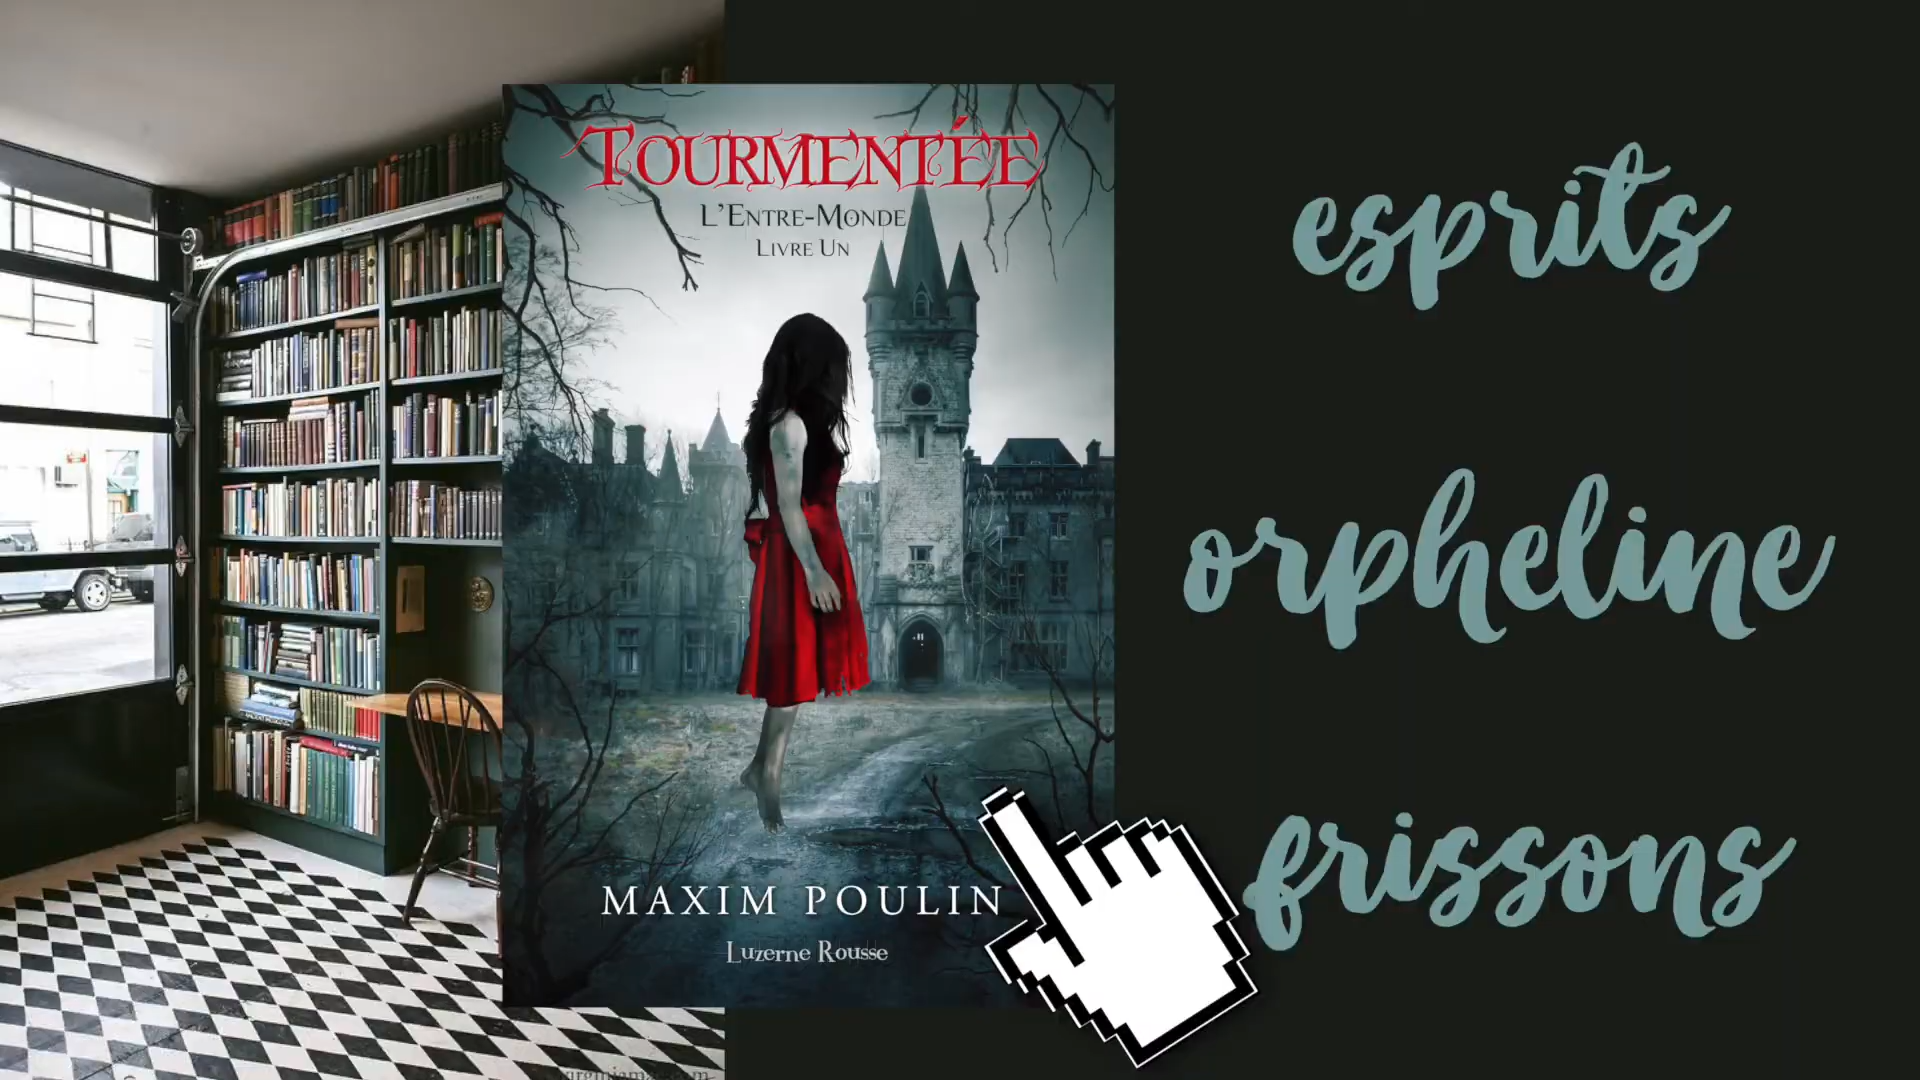 TOURMENTÉE
L'ENTRE-MONDE
LIVRE UN
MAXIM POULIN
Luzerne Rousse
esprits
orpheline
frissons